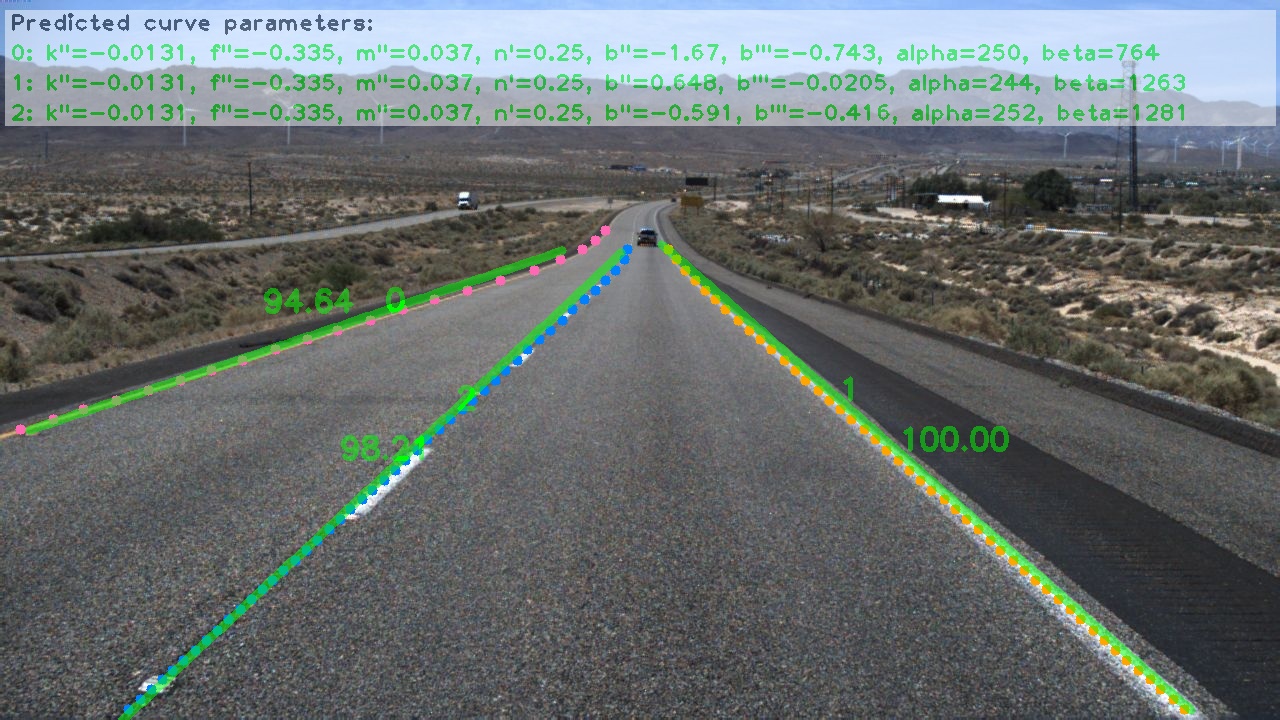 Predicted curve parameters:
0: k''=-0.0131, f''=-0.335, m''=0.037, n'=0.25, b''=-1.67, b'''=-0.743, alpha=250, beta=764
1: k''=-0.0131, f''=-0.335, m''=0.037, n'=0.25, b''=0.648, b'''=-0.0205, alpha=244, beta=1263
2: k''=-0.0131, f''=-0.335, m''=0.037, n'=0.25, b''=-0.591, b'''=-0.416, alpha=252, beta=1281
94.64 0
2
1
98.21
100.00